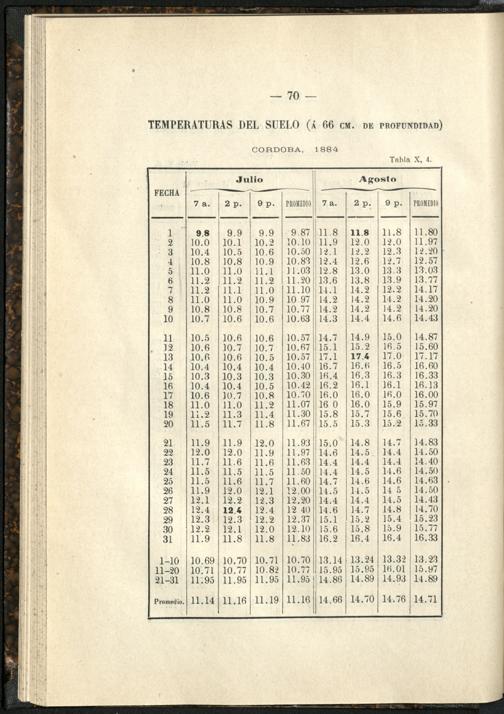 — 70 —
TEMPERATURAS DEL SUELO (Á 66 CM. DE PROFUNDIDAD)
CORDOBA, 1884
Tabla X, 4.
FECHA Julio Agosto
7 a. 2 p. 9 p. PROMEDIO 7 a. 2 p. 9 p. PROMEDIO
1 9.8 9.9 9.9 9.87 11.8 11.8 11.8 11.80
2 10.0 10.1 10.2 10.10 11.9 12.0 12.0 11.97
3 10.4 10.5 10.6 10.50 12.1 12.2 12.3 12.20
4 10.8 10.8 10.9 10.83 12.4 12.6 12.7 12.57
5 11.0 11.0 11.1 11.03 12.8 13.0 13.3 13.03
6 11.2 11.2 11.2 11.20 13.6 13.8 13.9 13.77
7 11.2 11.1 11.0 11.10 14.1 14.2 12.2 14.17
8 11.0 11.0 10.9 10 97 14.2 14.2 14.2 14.20
9 10.8 10.8 10.7 10.77 14.2 14.2 14.2 14.20
10 10.7 10.6 10.6 10.63 14.3 14.4 14.6 14.43
11 10.5 10.6 10.6 10.57 14.7 14.9 15.0 14.87
12 10.6 10.7 10.7 10.67 15.1 15.2 16.5 15.60
13 10.6 10.6 10.5 10.57 17.1 17.4 17.0 17.17
14 10.4 10.4 10.4 10.40 16.7 16.6 16.5 16.60
15 10.3 10.3 10.3 10.30 16.4 16.3 16.3 16.33
16 10.4 10.4 10.5 10.42 16.2 16.1 16.1 16.13
17 10.6 10.7 10.8 10.70 16.0 16.0 16.0 16.00
18 11.0 11.0 11.2 11.07 16 0 16.0 15.9 15.97
19 11.2 11.3 11.4 11.30 15.8 15.7 15.6 15.70
20 11.5 11.7 11.8 11.67 15.5 15.3 15.2 15.33
21 11.9 11.9 12.0 11.93 15.0 14.8 14.7 14.83
22 12.0 12.0 11.9 11.97 14.6 14.5 14.4 14.50
23 11.7 11.6 11.6 11.63 14.4 14.4 14.4 14.40
24 11.5 11.5 11.5 11.50 14.4 14.5 14.6 14.50
25 11.5 11.6 11.7 11.60 14.7 14.6 14.6 14.63
26 11.9 12.0 12.1 12.00 14.5 14.5 14 5 14.50
27 12.1 12.2 12.3 12.20 14.4 14.4 14.5 14.43
28 12.4 12.4 12.4 12 40 14.6 14.7 14.8 14.70
29 12.3 12.3 12.2 12.37 15.1 15.2 15.4 15.23
30 12.2 12.1 12.0 12.10 15.6 15.8 15.9 15.77
31 11.9 11.8 11.8 11.83 16.2 16.4 16.4 16.33
1–10 10.69 10.70 10.71 10.70 13.14 13.24 13.32 13.23
11–20 10.71 10.77 10.82 10.77 15.95 15.95 16.01 15.97
21–31 11.95 11.95 11.95 11.95 14.86 14.89 14.93 14.89
Promedio. 11.14 11.16 11.19 11.16 14.66 14.70 14.76 14.71